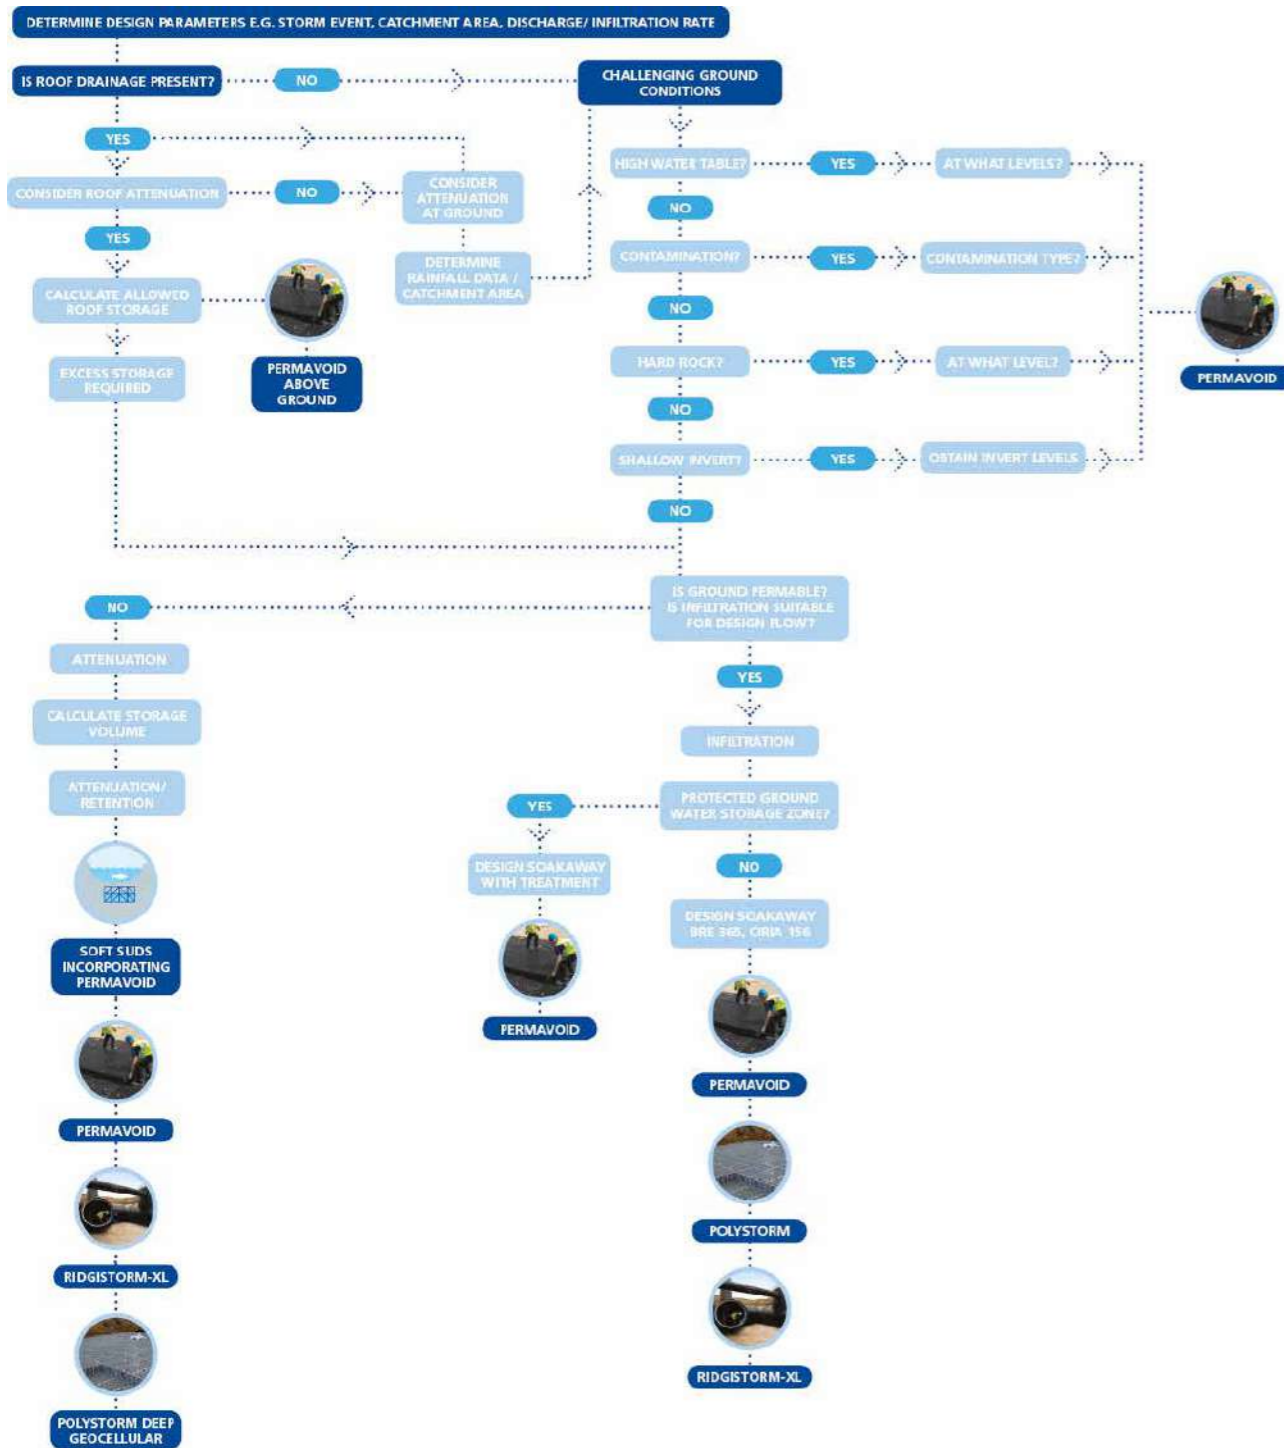 DETERMINE DESIGN PARAMETERS E.G. STORM EVENT, CATCHMENT AREA, DISCHARGE/ INFILTRATION RATE
IS ROOF DRAINAGE PRESENT?
NO
CHALLENGING GROUND
CONDITIONS
YES
HIGH WATER TABLE?
YES
AT WHAT LEVELS?
CONSIDER ROOF ATTENUATION
NO
CONSIDER
ATTENUATION
AT GROUND
NO
YES
CONTAMINATION?
YES
CONTAMINATION TYPE?
DETERMINE
RAINFALL DATA /
CATCHMENT AREA
CALCULATE ALLOWED
ROOF STORAGE
NO
EXCESS STORAGE
REQUIRED
PERMAVOID
ABOVE
GROUND
HARD ROCK?
YES
AT WHAT LEVEL?
PERMAVOID
NO
SHALLOW INVERT?
YES
OBTAIN INVERT LEVELS
NO
IS GROUND PERMABLE?
IS INFILTRATION SUITABLE
FOR DESIGN FLOW?
NO
YES
ATTENUATION
CALCULATE STORAGE
VOLUME
INFILTRATION
ATTENUATION/
RETENTION
PROTECTED GROUND
WATER STORAGE ZONE?
YES
NO
DESIGN SOAKAWAY
WITH TREATMENT
DESIGN SOAKAWAY
BRE 365, CIRIA 156
SOFT SUDS
INCORPORATING
PERMAVOID
PERMAVOID
PERMAVOID
PERMAVOID
POLYSTORM
RIDGISTORM-XL
RIDGISTORM-XL
POLYSTORM DEEP
GEOCELLULAR